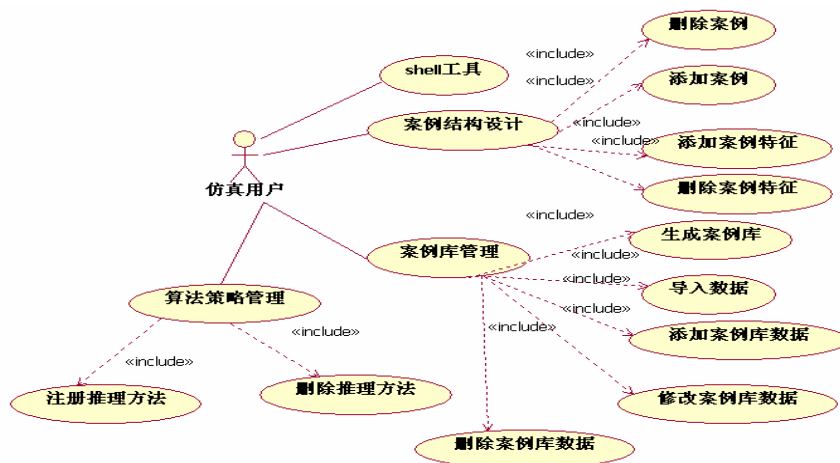 删除案例
«include»
shell工具
«include»
添加案例
案例结构设计
«include»
«include»
添加案例特征
仿真用户
删除案例特征
«include»
案例库管理
生成案例库
«include»
算法策略管理
«include»
导入数据
«include»
«include»
«include»
添加案例库数据
«include»
注册推理方法
删除推理方法
修改案例库数据
删除案例库数据